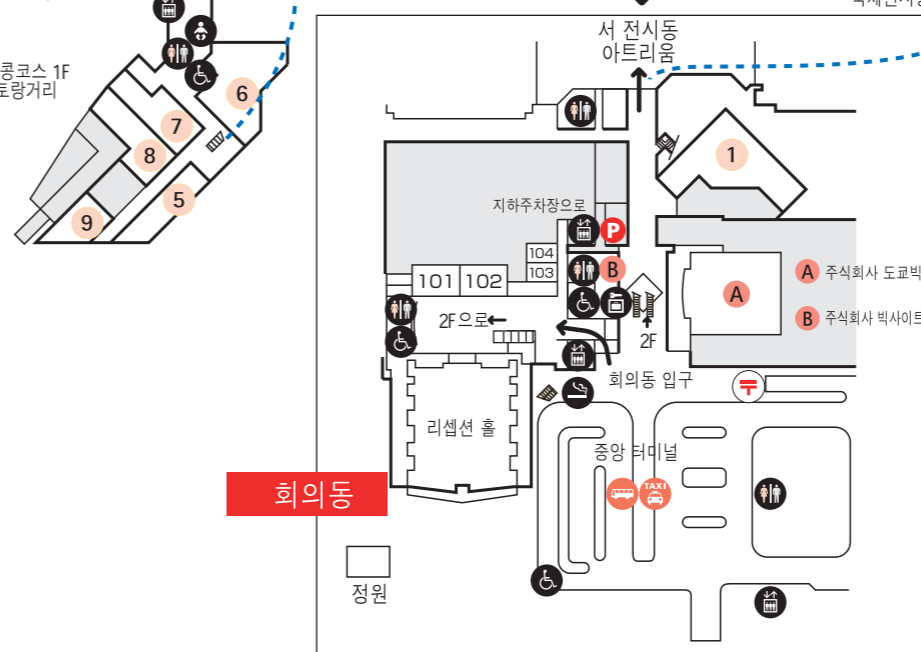 서 전시동
아트리움
콩코스 1F
토랑거리
6
7
8
5
9
1
지하주차장으로
P
104
103
B
101
102
A
A 주식회사 도쿄빅
B 주식회사 빅사이트
2F으로
2F
회의동 입구
리셉션 홀
중앙 터미널
TAXI
회의동
정원